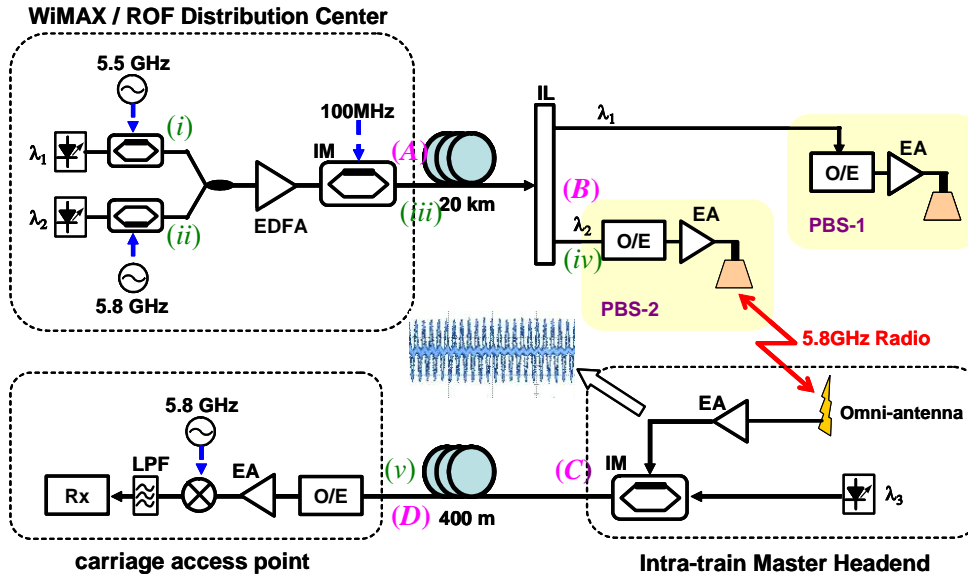 WiMAX / ROF Distribution Center
5.5 GHz
λ1
(i)
100MHz
IM
(A)
IL
λ1
EA
O/E
PBS-1
λ2
(ii)
EDFA
(iii)
20 km
(B)
5.8 GHz
λ2
(iv)
O/E
EA
PBS-2
5.8GHz Radio
5.8 GHz
EA
Omni-antenna
Rx
LPF
EA
O/E
(v)
(D)
400 m
(C)
IM
λ3
carriage access point
Intra-train Master Headend